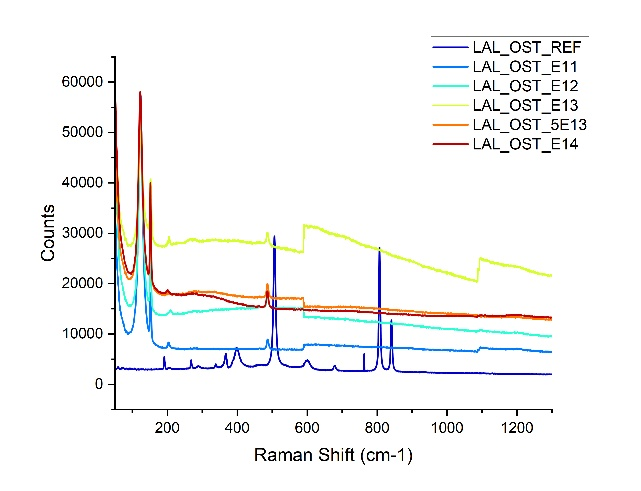 LAL_OST_REF
LAL_OST_E11
LAL_OST_E12
LAL_OST_E13
LAL_OST_5E13
LAL_OST_E14
60000
50000
40000
30000
20000
10000
0
Counts
200 400 600 800 1000 1200
Raman Shift (cm-1)